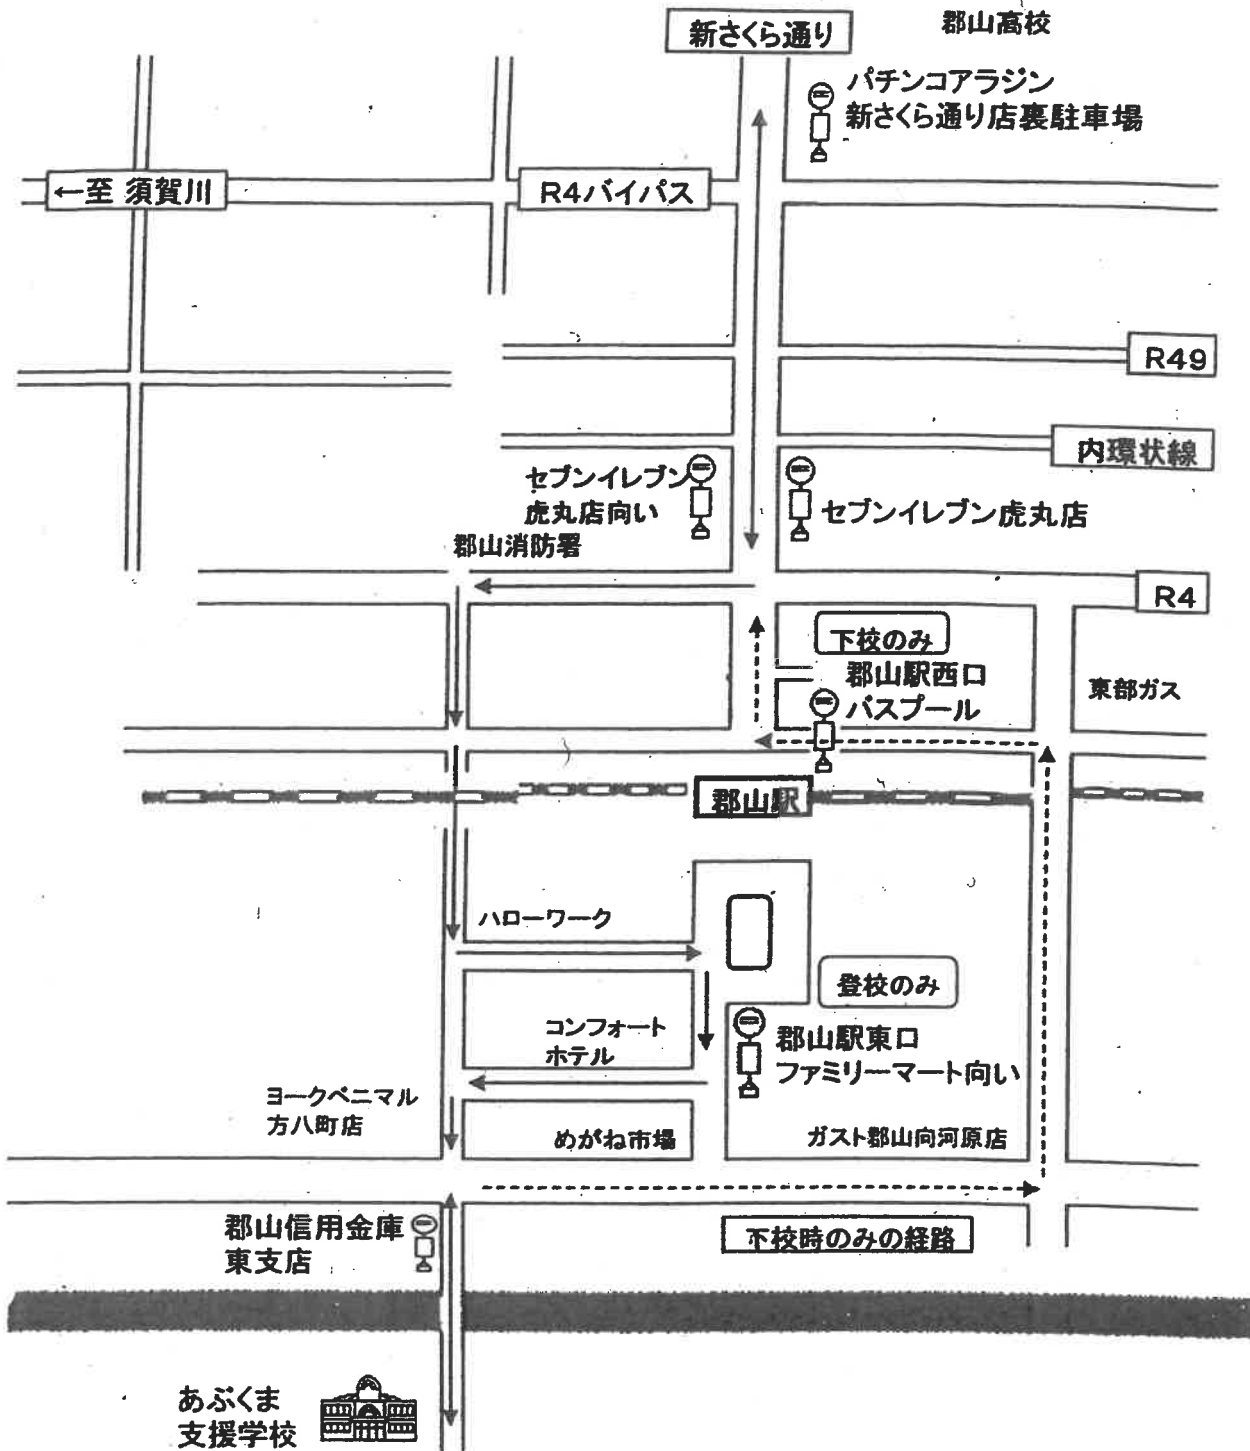 郡山高校
新さくら通り
パチンコアラジン
新さくら通り店裏駐車場
←至 須賀川
R4バイパス
R49
内環状線
セブンイレブン
虎丸店向い
セブンイレブン虎丸店
郡山消防署
R4
下校のみ
郡山駅西口
バスプール
東部ガス
郡山駅
ハローワーク
登校のみ
コンフォート
ホテル
郡山駅東口
ファミリーマート向い
ヨークベニマル
方八町店
めがね市場
ガスト郡山向河原店
郡山信用金庫
東支店
下校時のみの経路
あぶくま
支援学校